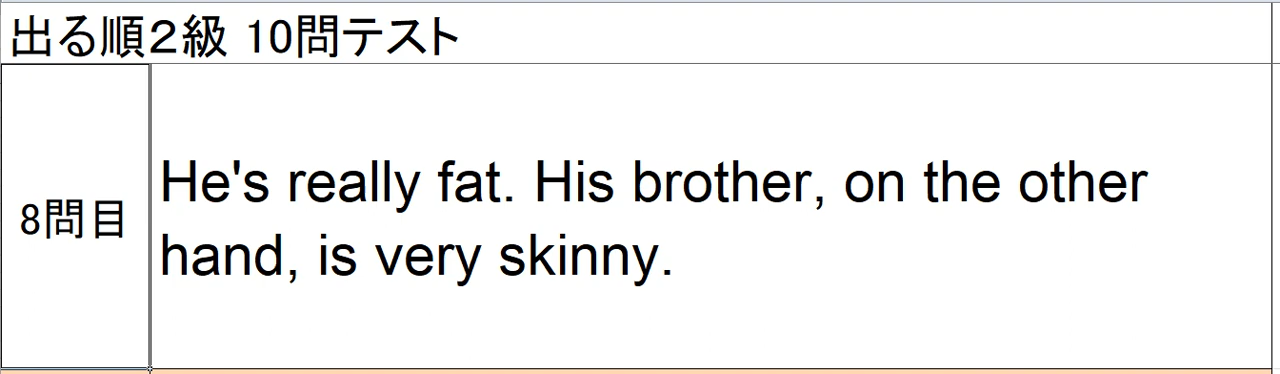 出る順２級 10問テスト
8問目
He's really fat. His brother, on the other
hand, is very skinny.